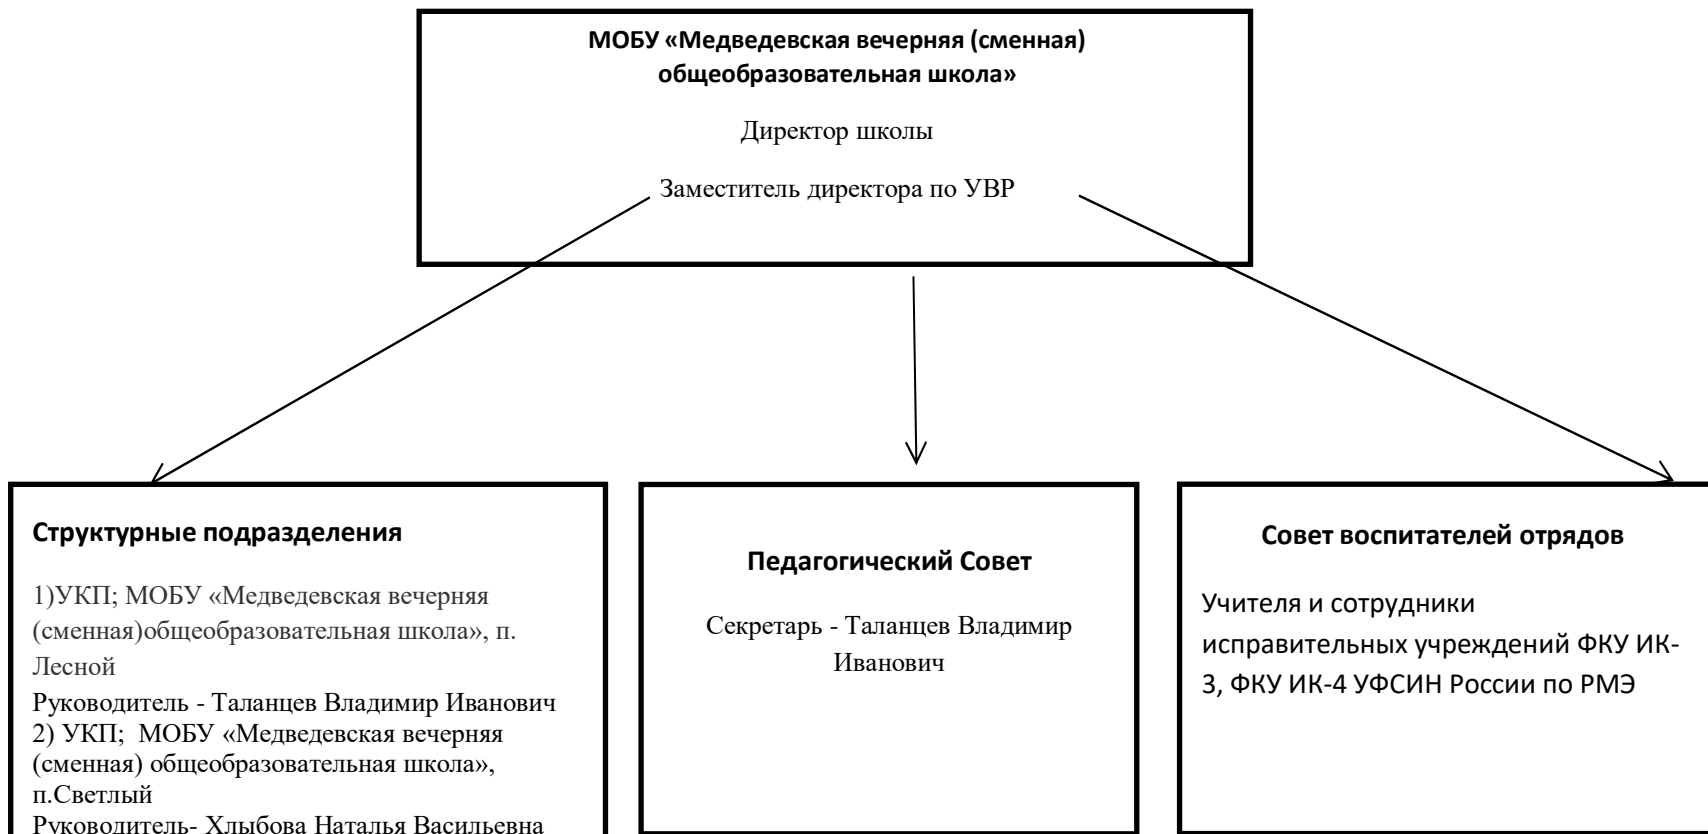 МОБУ «Медведевская вечерняя (сменная)
общеобразовательная школа»
Директор школы
Заместитель директора по УВР
Структурные подразделения
1)УКП; МОБУ «Медведевская вечерняя
(сменная)общеобразовательная школа», п.
Лесной
Руководитель - Таланцев Владимир Иванович
2) УКП;  МОБУ «Медведевская вечерняя
(сменная) общеобразовательная школа»,
п.Светлый
Руководитель- Хлыбова Наталья Васильевна
Педагогический Совет
Секретарь - Таланцев Владимир
Иванович
Совет воспитателей отрядов
Учителя и сотрудники
исправительных учреждений ФКУ ИК-
3, ФКУ ИК-4 УФСИН России по РМЭ